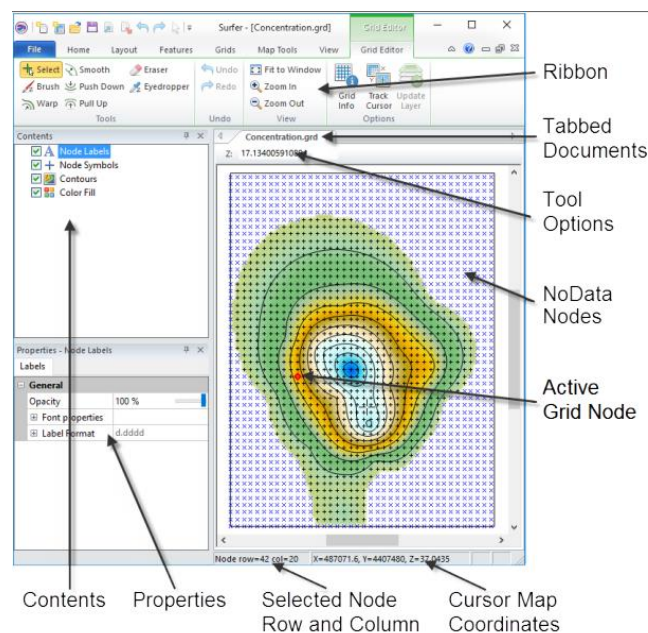 Surfer - [Concentration.grd]
Grid Editor
File Home Layout Features Grids Map Tools View Grid Editor
Select Smooth Eraser
Brush Push Down Eyedropper
Warp Pull Up
Tools
Undo
Redo
Undo
Fit to Window
Zoom In
Zoom Out
View
Grid Info
Track Cursor
Update Layer
Options
Ribbon
Contents
Node Labels
Node Symbols
Contours
Color Fill
Concentration.grd
Tabbed
Documents
Z:
Tool
Options
NoData
Nodes
Active
Grid Node
Properties - Node Labels
Labels
General
Opacity 100 %
Font properties
Label Format d.dddd
Node row=42 col=20
X=487071.6, Y=4407480, Z=37.0435
Contents
Properties
Selected Node
Row and Column
Cursor Map
Coordinates